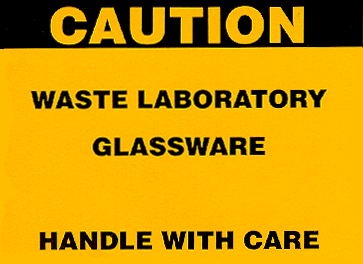 CAUTION
WASTE LABORATORY
GLASSWARE
HANDLE WITH CARE